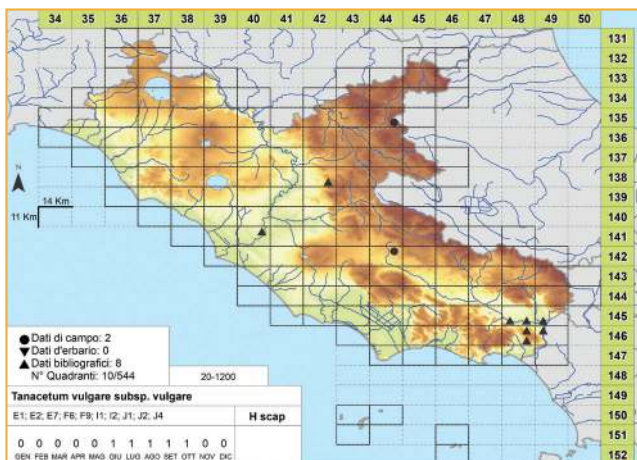 34 35 36 37 38 39 40 41 42 43 44 45 46 47 48 49 50
131
132
133
134
135
136
137
138
139
140
141
142
143
144
145
146
147
148
149
150
151
152
N
14 Km
11 Km
Dati di campo: 2
Dati d'erbario: 0
Dati bibliografici: 8
N° Quadranti: 10/544 20-1200
Tanacetum vulgare subsp. vulgare
E1; E2; E7; F6; F9; I1; I2; J1; J2; J4 H scap
0 0 0 0 0 1 1 1 1 1 0 0
GEN FEB MAR APR MAG GIU LUG AGO SET OTT NOV DIC